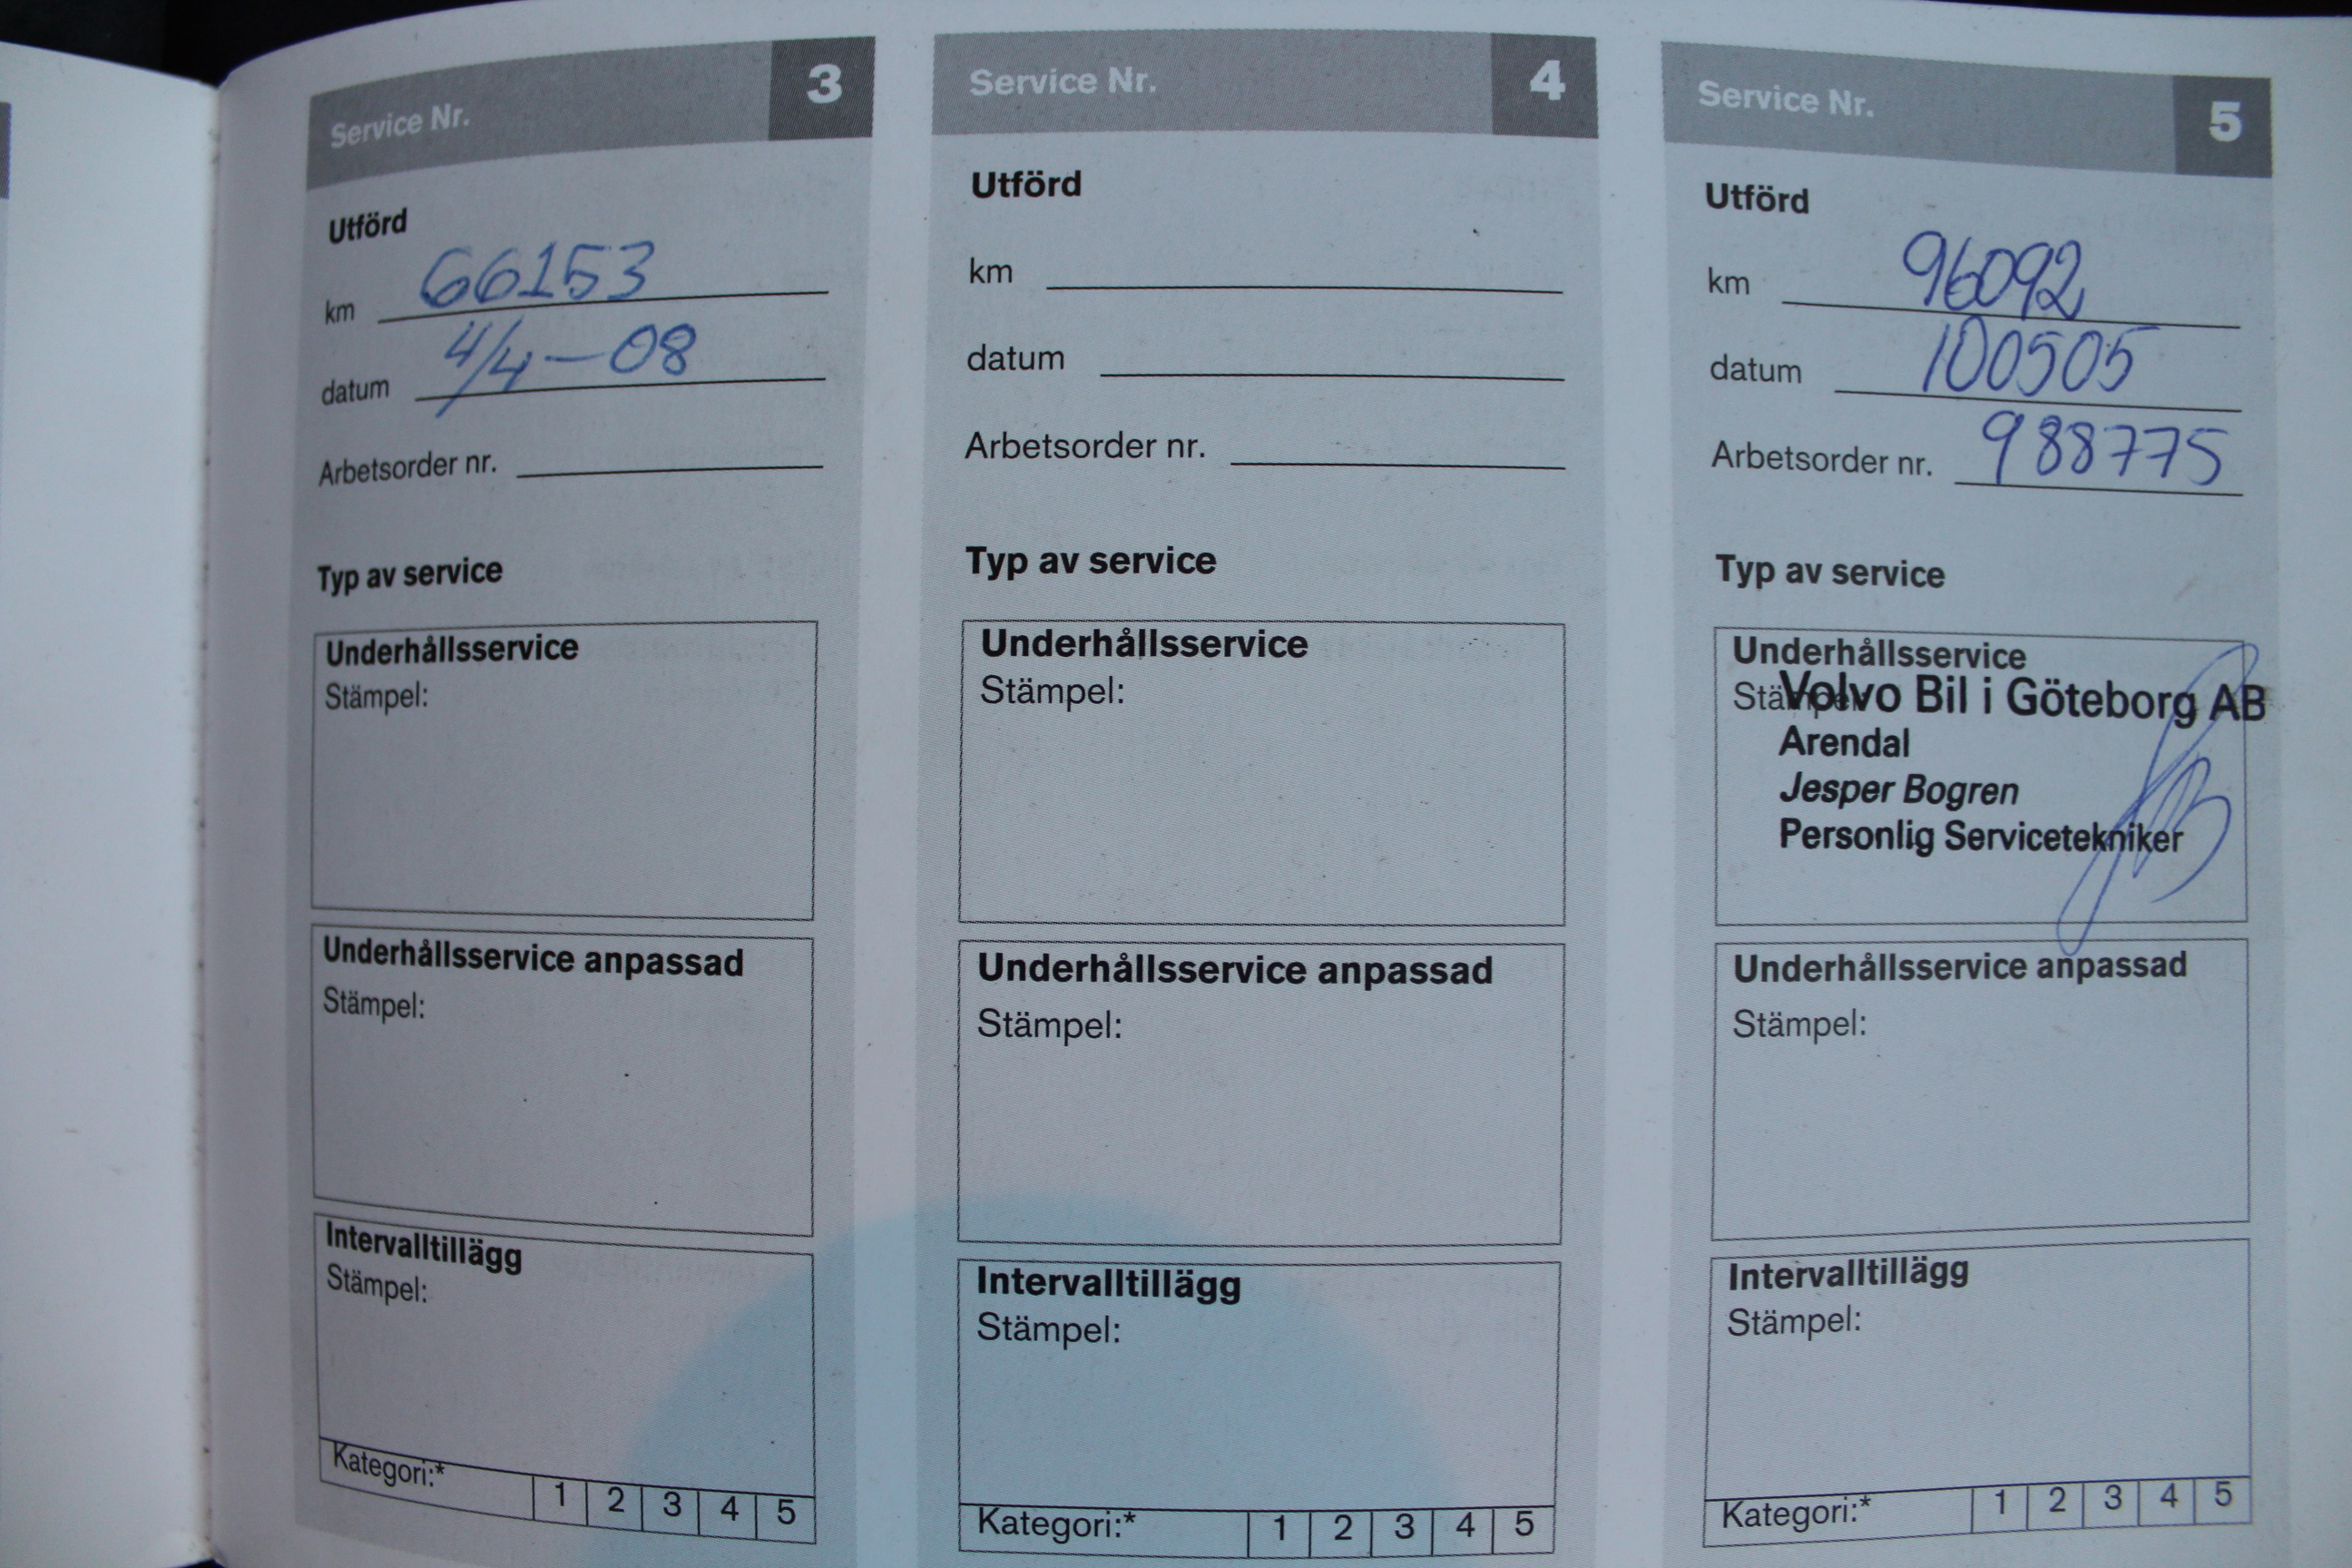 Service Nr. 3
Utförd
km 66153
datum 4/4-08
Arbetsorder nr.
Typ av service
Underhållsservice
Stämpel:
Underhållsservice anpassad
Stämpel:
Intervalltillägg
Stämpel:
Kategori:* 1 2 3 4 5
Service Nr. 4
Utförd
km
datum
Arbetsorder nr.
Typ av service
Underhållsservice
Stämpel:
Underhållsservice anpassad
Stämpel:
Intervalltillägg
Stämpel:
Kategori:* 1 2 3 4 5
Service Nr. 5
Utförd
km 96092
datum 100505
Arbetsorder nr. 988775
Typ av service
Underhållsservice
Stämpel:
Volvo Bil i Göteborg AB
Arendal
Jesper Bogren
Personlig Servicetekniker
Underhållsservice anpassad
Stämpel:
Intervalltillägg
Stämpel:
Kategori:* 1 2 3 4 5